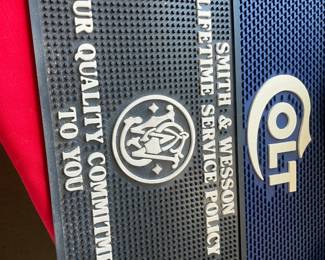 SMITH & WESSON
LIFETIME SERVICE POLICY
UR QUALITY COMMITME
TO YOU
COLT